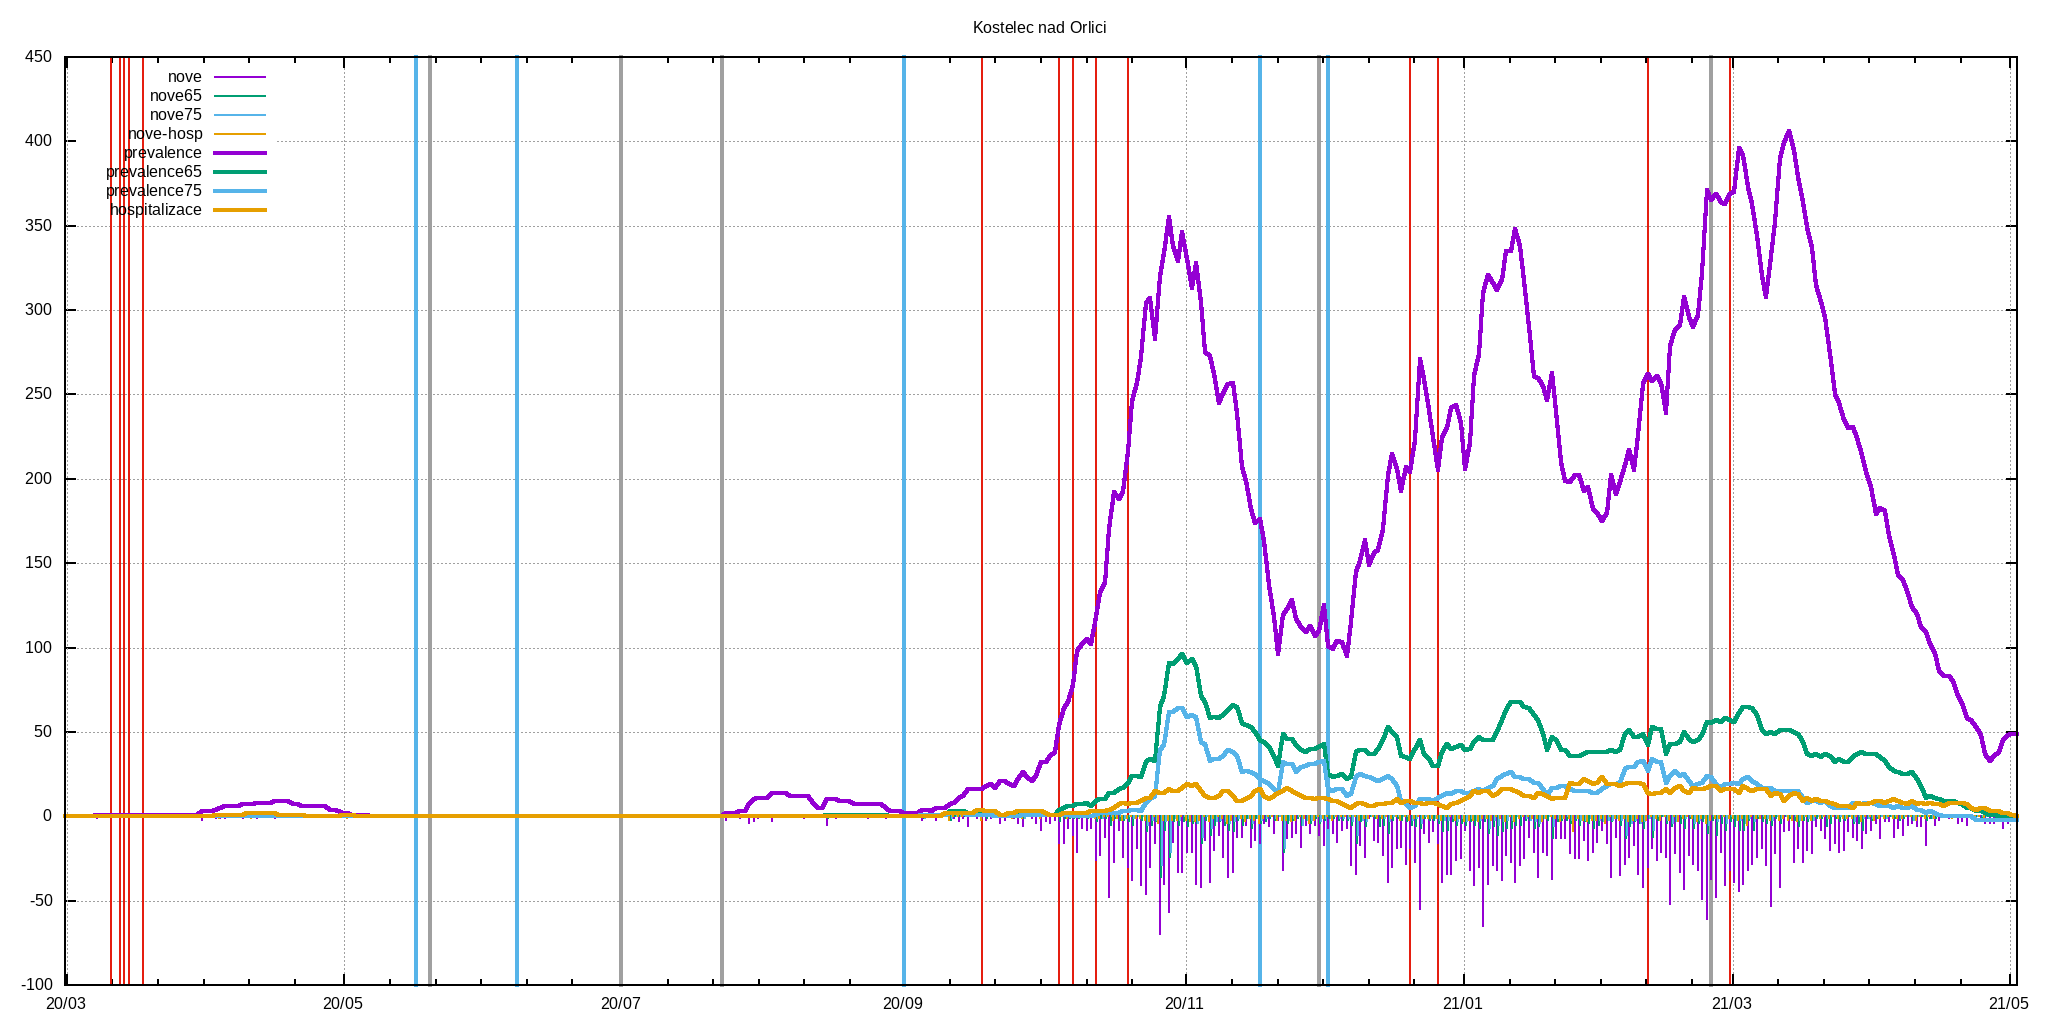 Kostelec nad Orlici
450
400
350
300
250
200
150
100
50
0
-50
-100
nove
nove65
nove75
nove-hosp
prevalence
prevalence65
prevalence75
hospitalizace
20/03 20/05 20/07 20/09 20/11 21/01 21/03 21/05